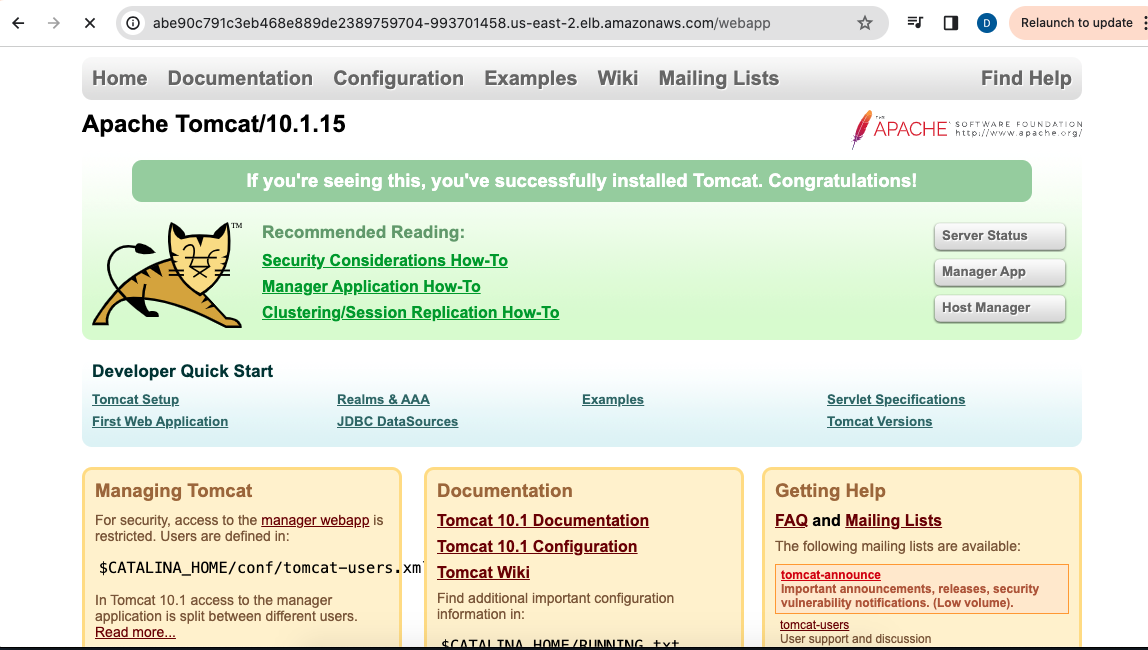 abe90c791c3eb468e889de2389759704-993701458.us-east-2.elb.amazonaws.com/webapp
D
Relaunch to update
Home Documentation Configuration Examples Wiki Mailing Lists Find Help
Apache Tomcat/10.1.15
THE
APACHE
SOFTWARE FOUNDATION
http://www.apache.org/
If you're seeing this, you've successfully installed Tomcat. Congratulations!
TM
Recommended Reading:
Security Considerations How-To
Manager Application How-To
Clustering/Session Replication How-To
Server Status
Manager App
Host Manager
Developer Quick Start
Tomcat Setup
First Web Application
Realms & AAA
JDBC DataSources
Examples
Servlet Specifications
Tomcat Versions
Managing Tomcat
For security, access to the manager webapp is
restricted. Users are defined in:
$CATALINA_HOME/conf/tomcat-users.xml
In Tomcat 10.1 access to the manager
application is split between different users.
Read more...
Documentation
Tomcat 10.1 Documentation
Tomcat 10.1 Configuration
Tomcat Wiki
Find additional important configuration
information in:
$CATALINA_HOME/RUNNING.txt
Getting Help
FAQ and Mailing Lists
The following mailing lists are available:
tomcat-announce
Important announcements, releases, security
vulnerability notifications. (Low volume).
tomcat-users
User support and discussion